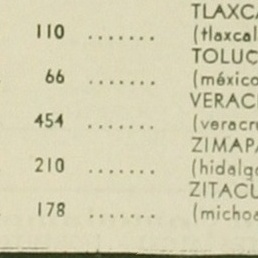 TLAXCA
110 ........ (tlaxcal
TOLUC
66 ........ (méxico
VERAC
454 ........ (veracru
ZIMAPA
210 ........ (hidalgo
ZITACU
178 ........ (michoa